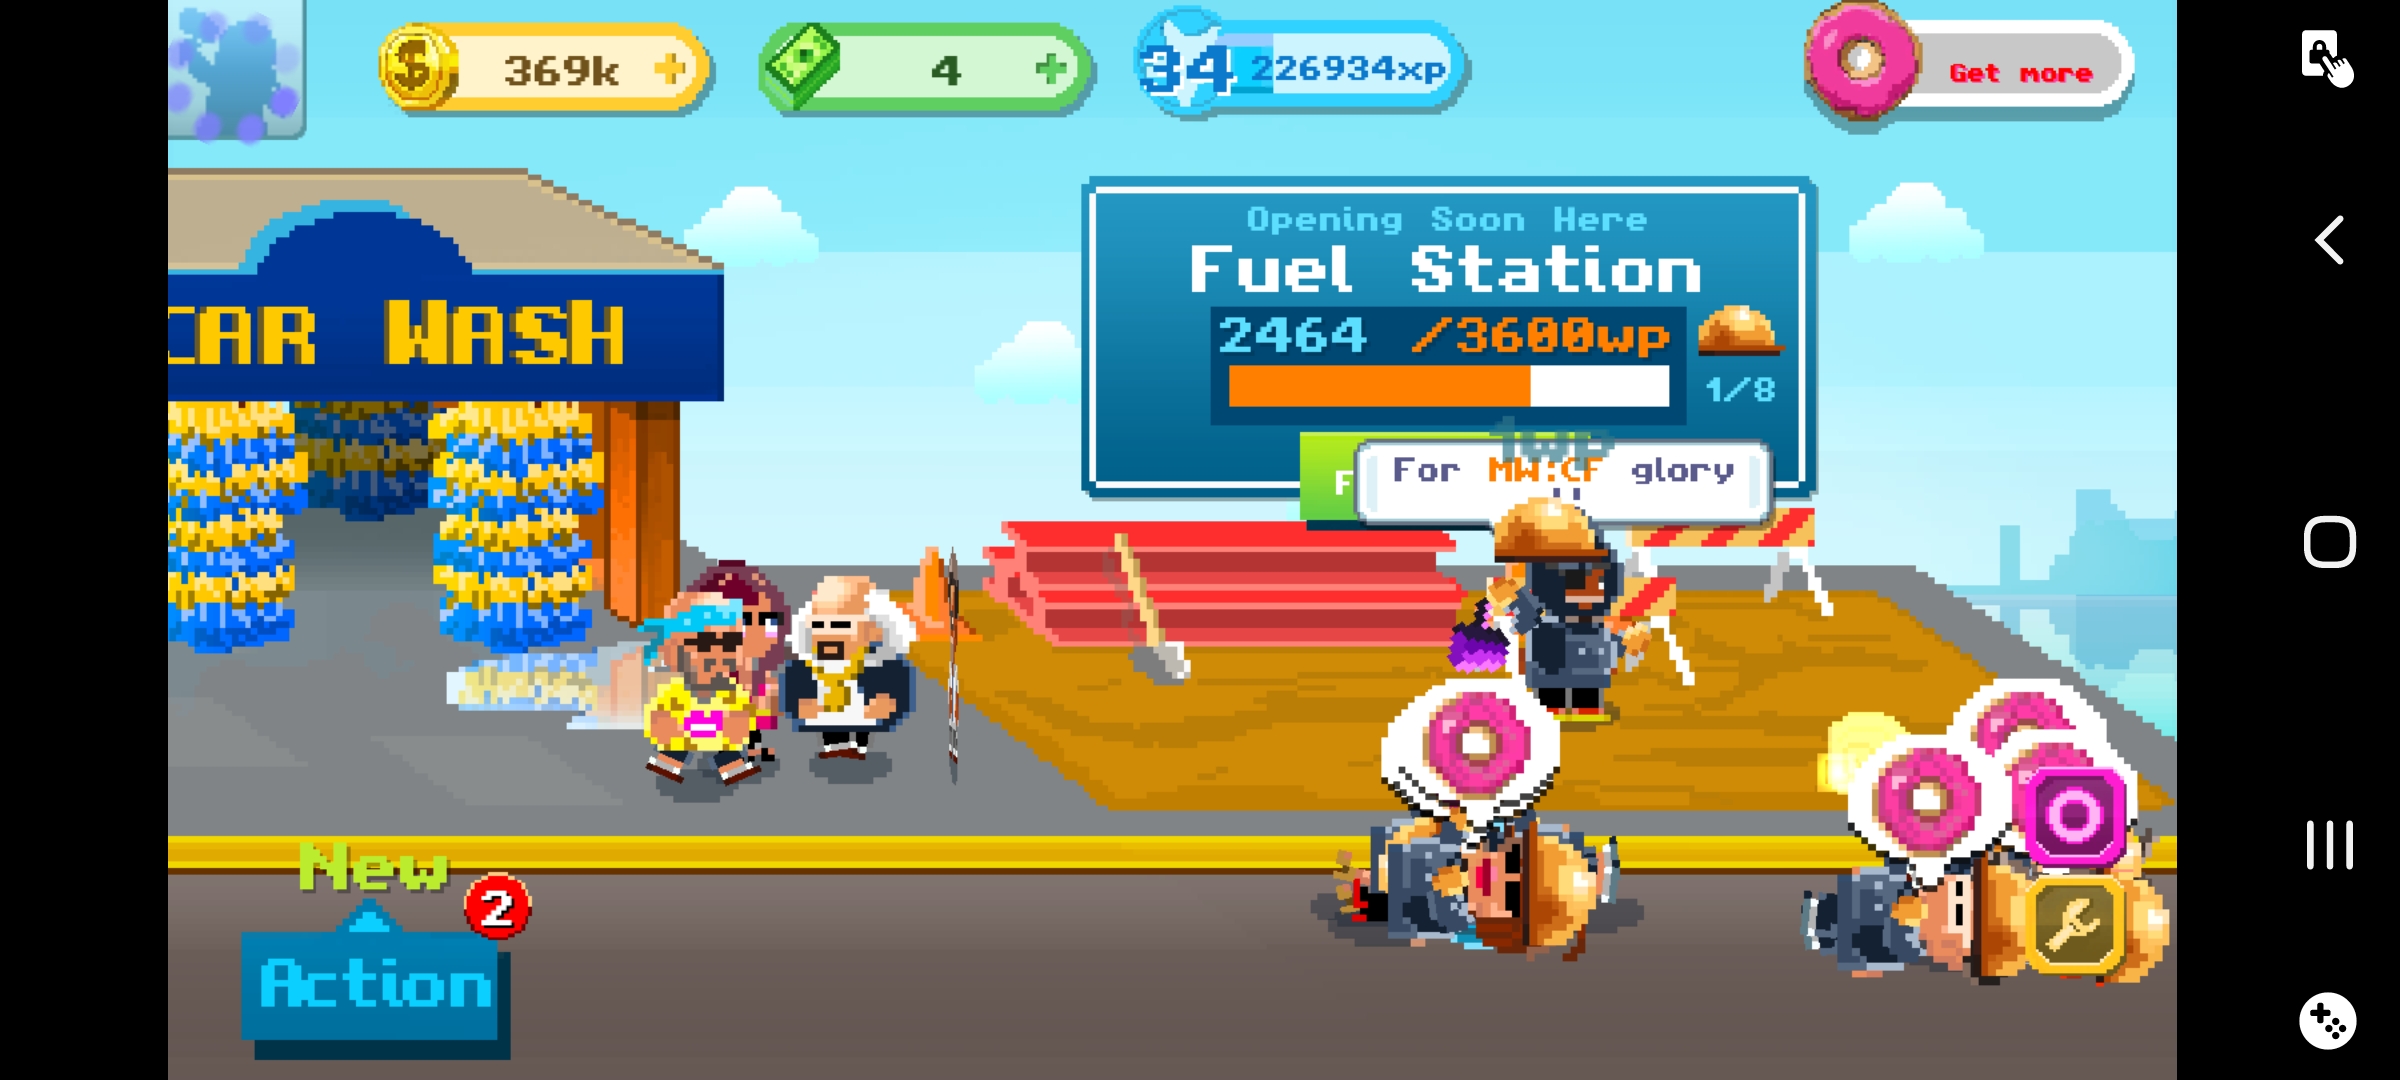 369k
4
34
226934xp
Get more
Opening Soon Here
Fuel Station
2464 /3600wp
1/8
1wp
For MW:CF glory
CAR WASH
New
2
Action